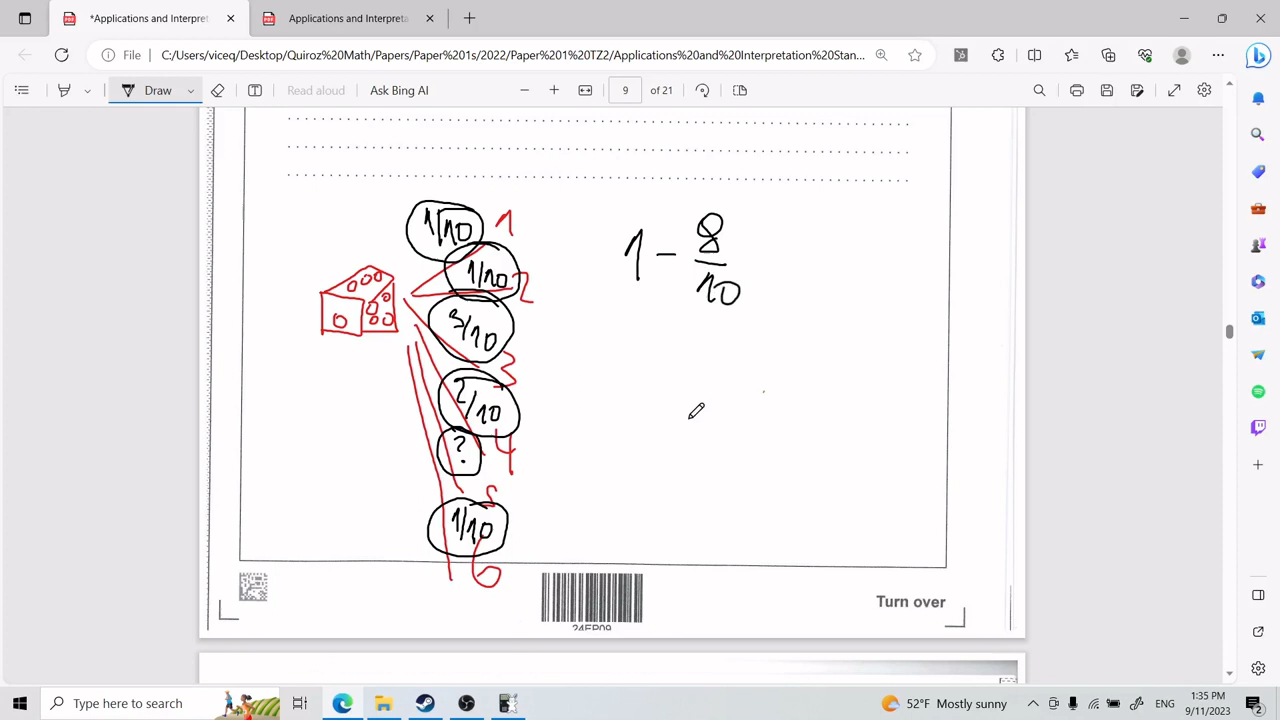 *Applications and Interpret
Applications and Interpreta
File
C:/Users/viceq/Desktop/Quiroz%20Math/Papers/Paper%201s/2022/Paper%201%20TZ2/Applications%20and%20Interpretation%20Stan...
Draw
Read aloud
Ask Bing AI
9
of 21
1/10
1
1/10
2
3/10
3
2/10
4
?
5
1/10
6
1 - 8/10
24EP09
Turn over
Type here to search
52°F Mostly sunny
ENG
1:35 PM
9/11/2023
2